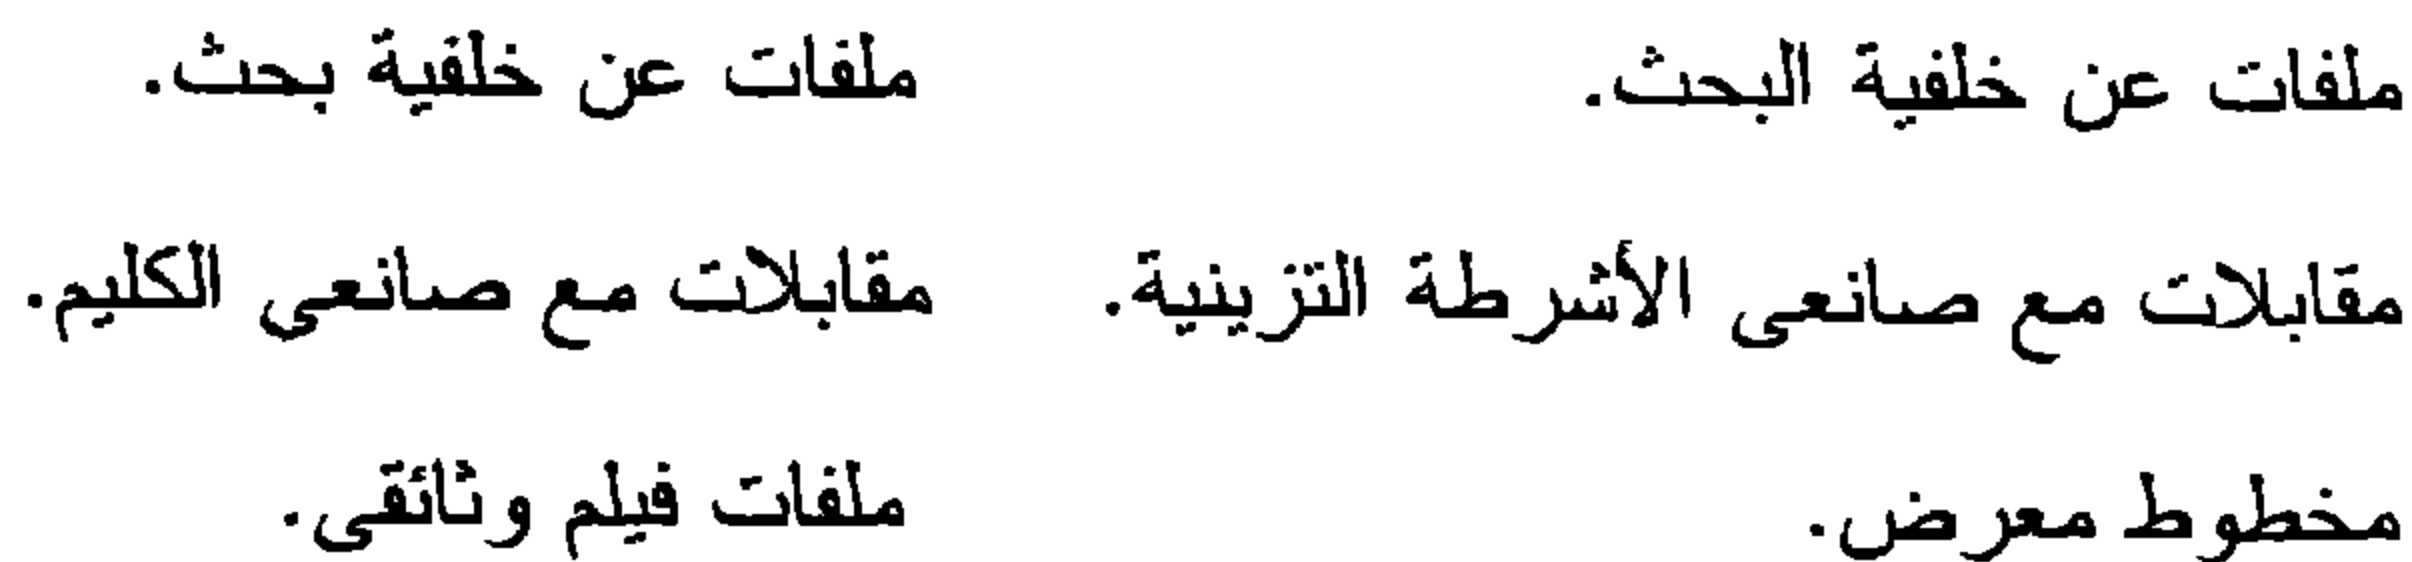 ملفات عن خلفية البحث. ملفات عن خلفية بحث.
مقابلات مع صانعى الأشرطة التزينية. مقابلات مع صانعى الكليم.
مخطوط معرض. ملفات فيلم وثائقى.